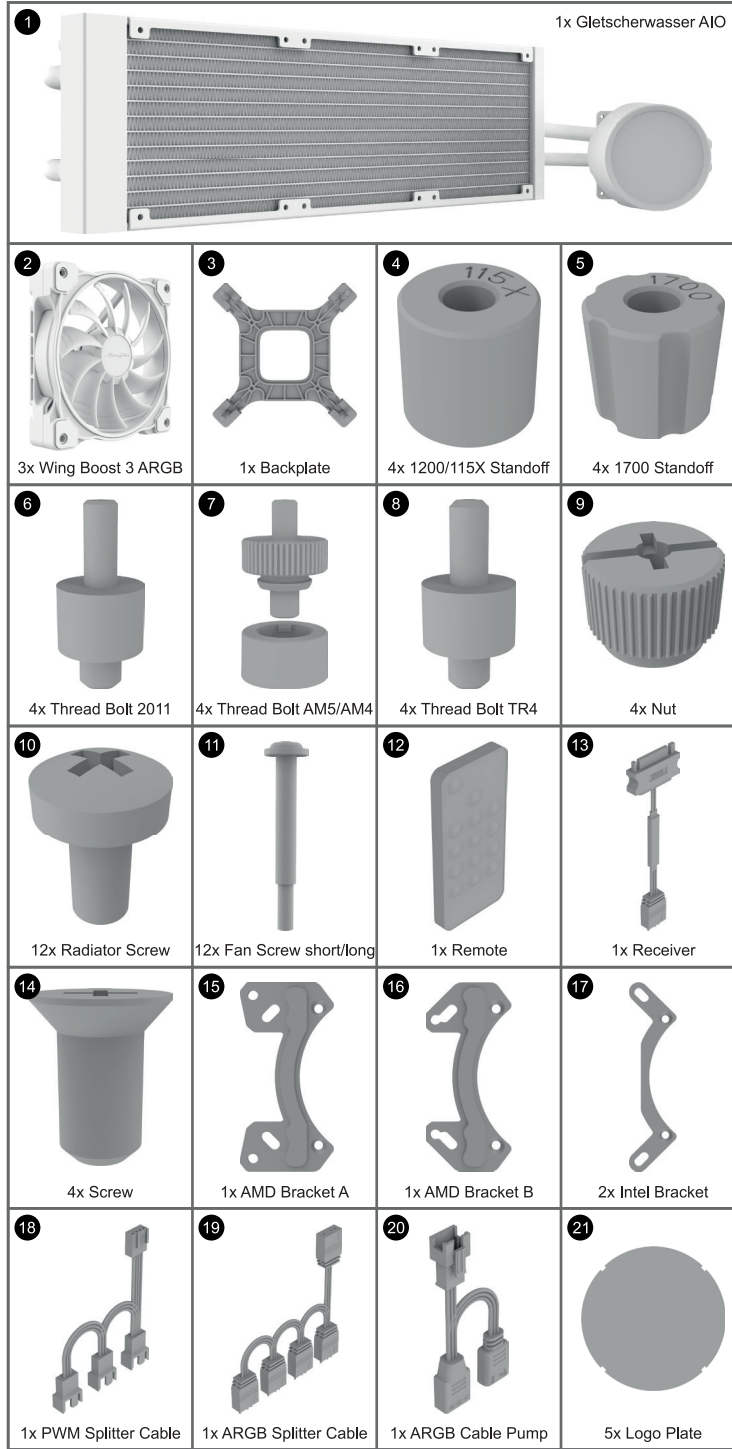 1
1x Gletscherwasser AIO
2
3x Wing Boost 3 ARGB
3
1x Backplate
4
115X
4x 1200/115X Standoff
5
1700
4x 1700 Standoff
6
4x Thread Bolt 2011
7
4x Thread Bolt AM5/AM4
8
4x Thread Bolt TR4
9
4x Nut
10
12x Radiator Screw
11
12x Fan Screw short/long
12
1x Remote
13
1x Receiver
14
4x Screw
15
1x AMD Bracket A
16
1x AMD Bracket B
17
2x Intel Bracket
18
1x PWM Splitter Cable
19
1x ARGB Splitter Cable
20
1x ARGB Cable Pump
21
5x Logo Plate